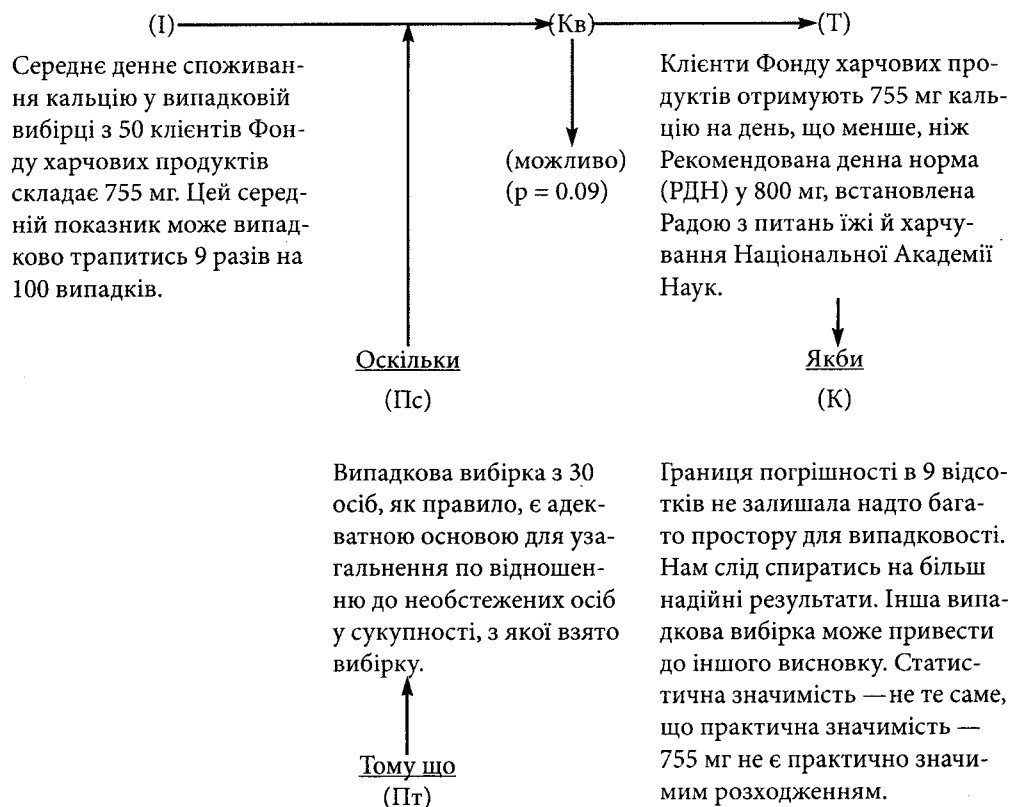 (І) (Кв) (Т)
Середнє денне споживан-
ня кальцію у випадковій
вибірці з 50 клієнтів Фон-
ду харчових продуктів
складає 755 мг. Цей серед-
ній показник може випад-
ково трапитись 9 разів на
100 випадків.
(можливо)
(р = 0.09)
Клієнти Фонду харчових про-
дуктів отримують 755 мг каль-
цію на день, що менше, ніж
Рекомендована денна норма
(РДН) у 800 мг, встановлена
Радою з питань їжі й харчу-
вання Національної Академії
Наук.
Оскільки
(Пс)
Випадкова вибірка з 30
осіб, як правило, є адек-
ватною основою для уза-
гальнення по відношен-
ню до необстежених осіб
у сукупності, з якої взято
вибірку.
Тому що
(Пт)
Якби
(К)
Границя погрішності в 9 відсо-
тків не залишала надто бага-
то простору для випадковості.
Нам слід спиратись на більш
надійні результати. Інша випа-
дкова вибірка може привести
до іншого висновку. Статис-
тична значимість — не те саме,
що практична значимість —
755 мг не є практично значи-
мим розходженням.